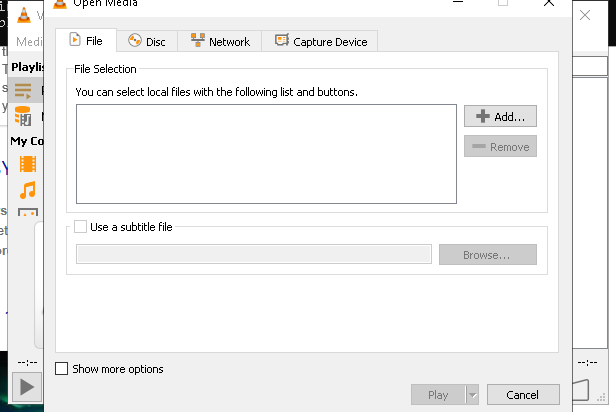 Open Media
File
Disc
Network
Capture Device
File Selection
You can select local files with the following list and buttons.
Add...
Remove
Use a subtitle file
Browse...
Show more options
Play
Cancel
Medi
Playlis
My Co
--:--
--:--